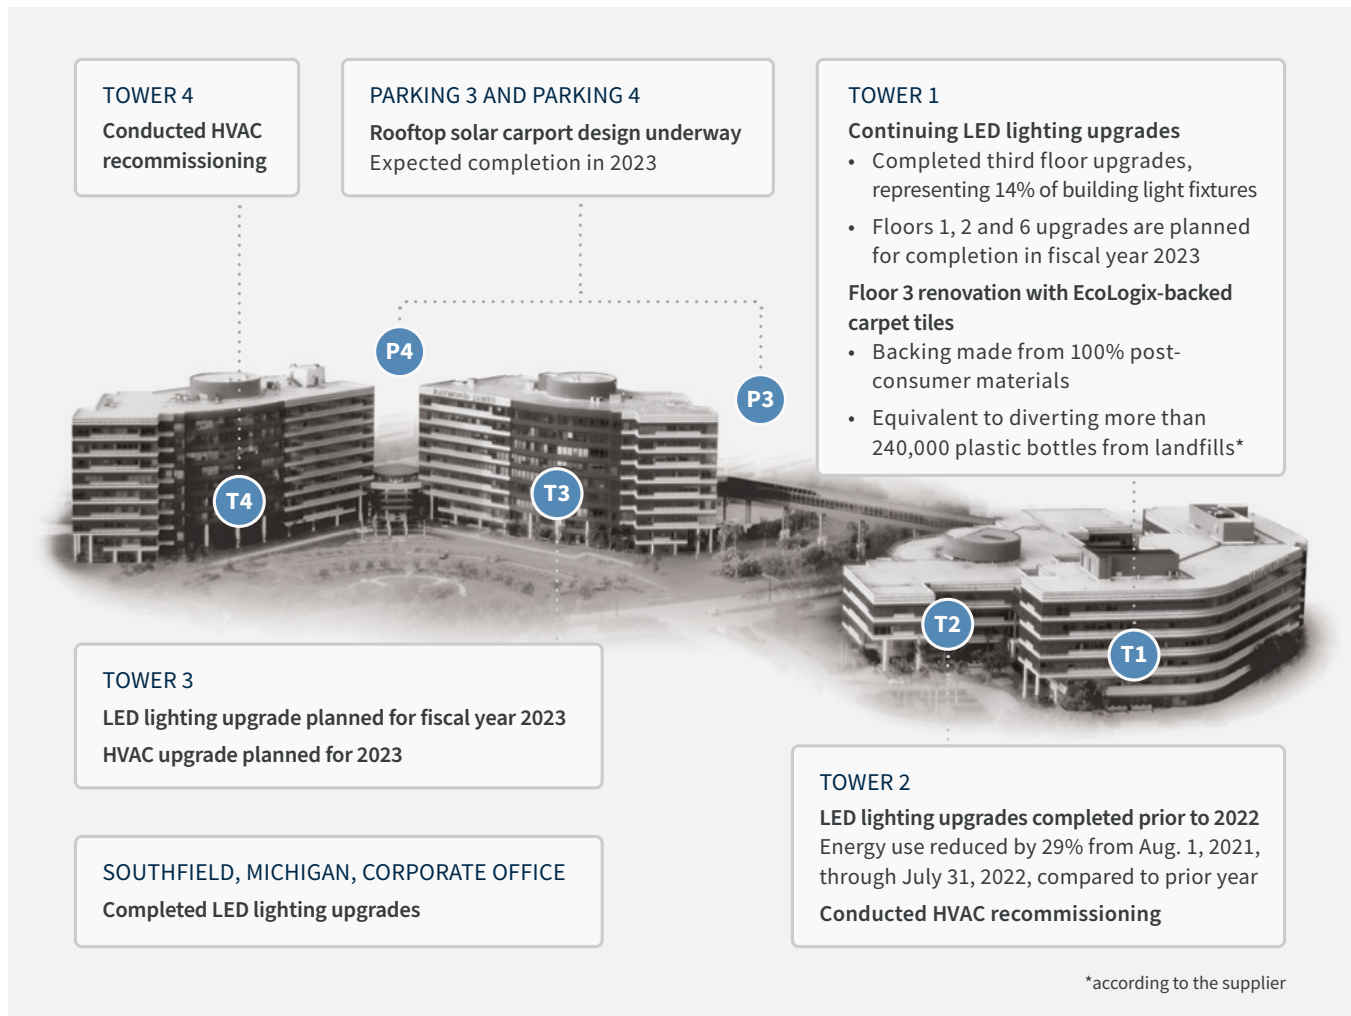 TOWER 4
Conducted HVAC
recommissioning
PARKING 3 AND PARKING 4
Rooftop solar carport design underway
Expected completion in 2023
TOWER 1
Continuing LED lighting upgrades
• Completed third floor upgrades,
representing 14% of building light fixtures
• Floors 1, 2 and 6 upgrades are planned
for completion in fiscal year 2023
Floor 3 renovation with EcoLogix-backed
carpet tiles
• Backing made from 100% post-
consumer materials
• Equivalent to diverting more than
240,000 plastic bottles from landfills*
P4
P3
RAYMOND JAMES
T4
T3
T2
T1
TOWER 3
LED lighting upgrade planned for fiscal year 2023
HVAC upgrade planned for 2023
SOUTHFIELD, MICHIGAN, CORPORATE OFFICE
Completed LED lighting upgrades
TOWER 2
LED lighting upgrades completed prior to 2022
Energy use reduced by 29% from Aug. 1, 2021,
through July 31, 2022, compared to prior year
Conducted HVAC recommissioning
*according to the supplier